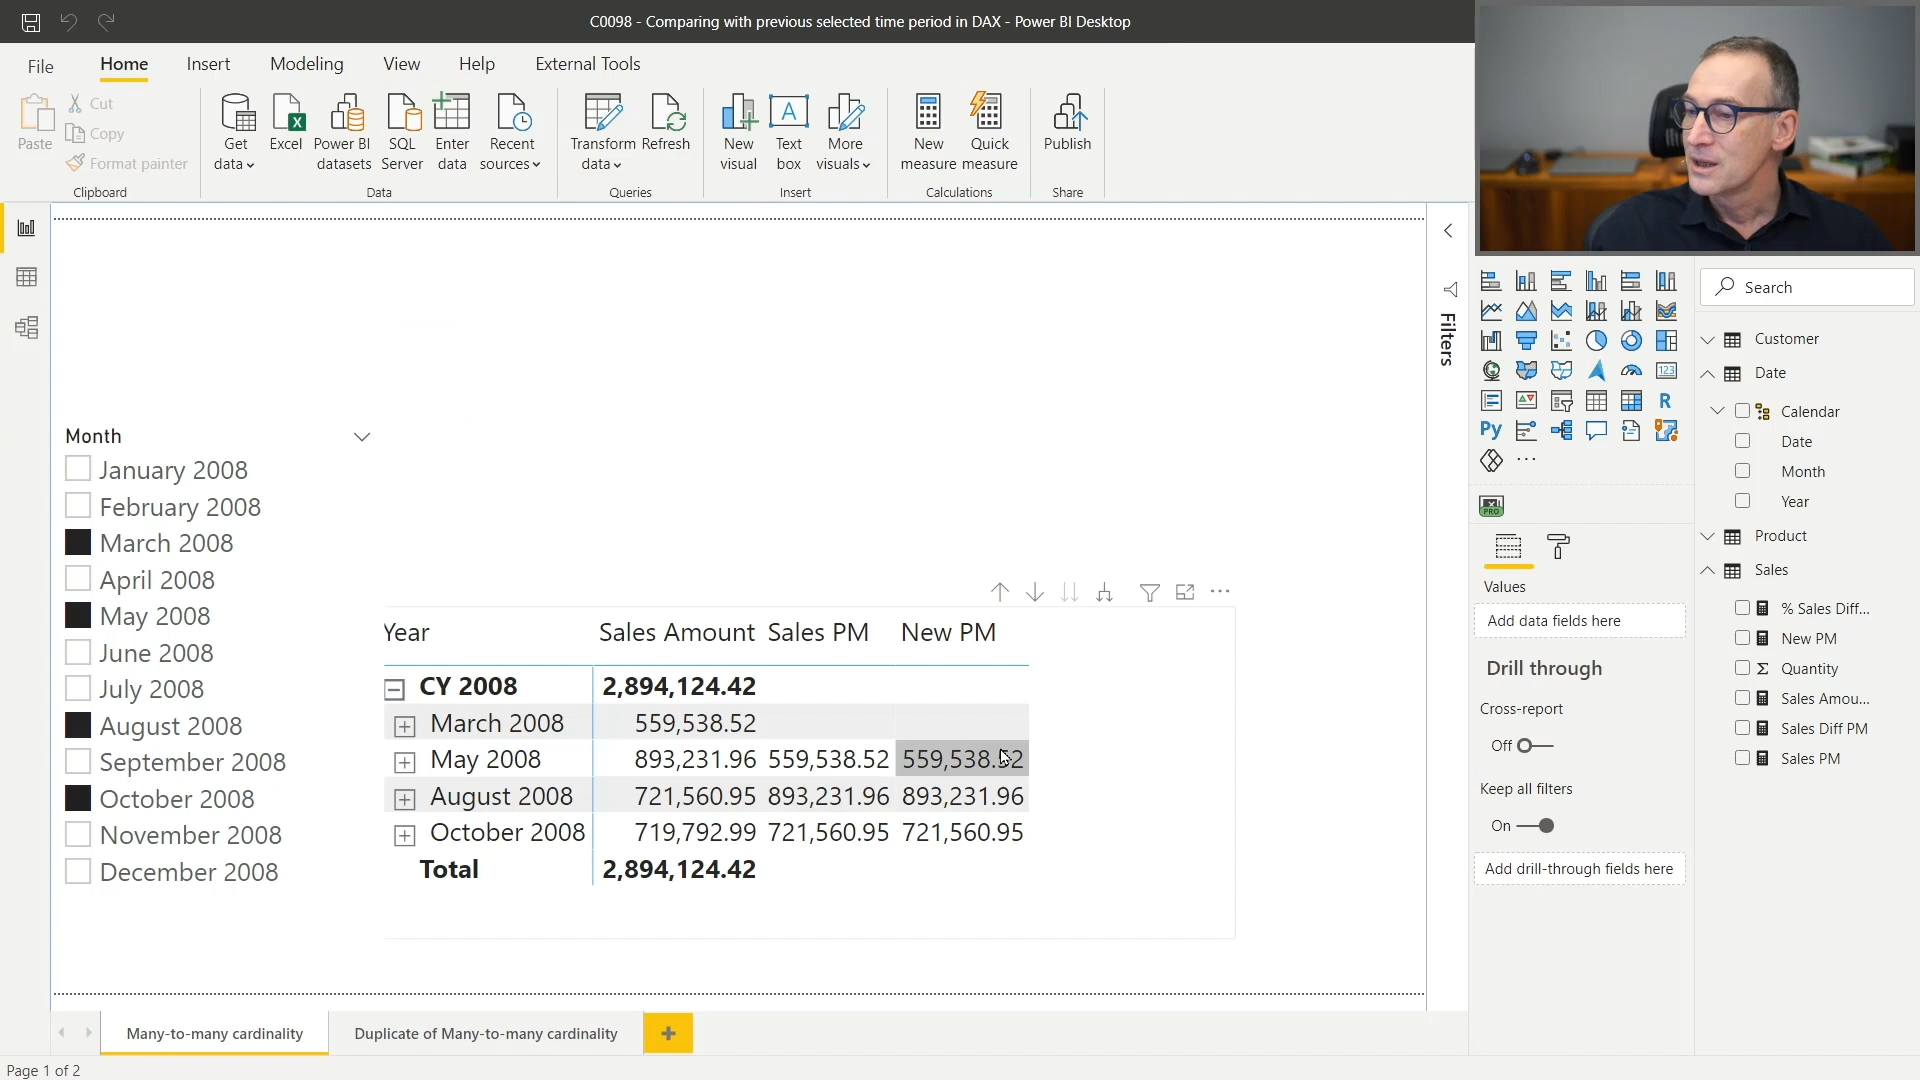 C0098 - Comparing with previous selected time period in DAX - Power BI Desktop
File Home Insert Modeling View Help External Tools
Paste Cut Copy Format painter
Clipboard
Get data Excel Power BI datasets SQL Server Enter data Recent sources
Data
Transform data Refresh
Queries
New visual Text box More visuals
Insert
New measure Quick measure
Calculations
Publish
Share
Month
January 2008
February 2008
March 2008
April 2008
May 2008
June 2008
July 2008
August 2008
September 2008
October 2008
November 2008
December 2008
Year Sales Amount Sales PM New PM
CY 2008 2,894,124.42
March 2008 559,538.52
May 2008 893,231.96 559,538.52 559,538.52
August 2008 721,560.95 893,231.96 893,231.96
October 2008 719,792.99 721,560.95 721,560.95
Total 2,894,124.42
Filters
123
R
Py
PRO
Values
Add data fields here
Drill through
Cross-report
Off
Keep all filters
On
Add drill-through fields here
Search
Customer
Date
Calendar
Date
Month
Year
Product
Sales
% Sales Diff...
New PM
Quantity
Sales Amou...
Sales Diff PM
Sales PM
Many-to-many cardinality Duplicate of Many-to-many cardinality
Page 1 of 2